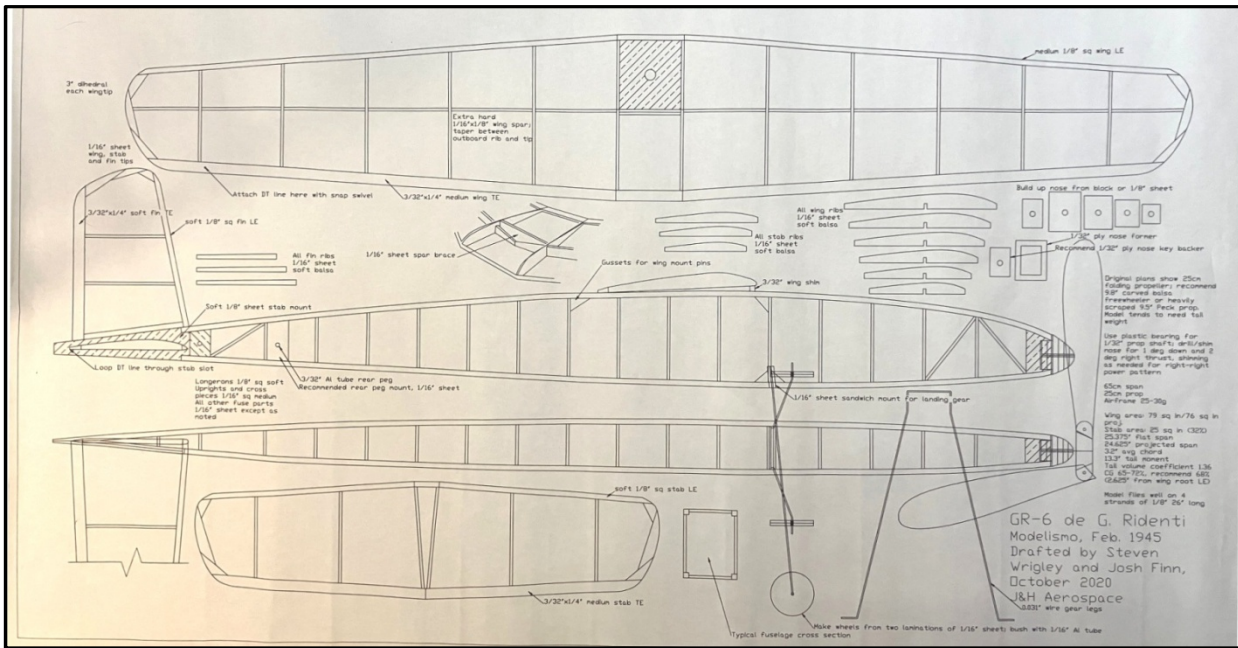 medium 1/8" sq wing LE
3" dihedral
each wingtip
Extra hard
1/16"x1/8" wing spar;
taper between
outboard rib and tip
1/16" sheet
wing, stab
and fin tips
Attach DT line here with snap swivel
3/32"x1/4" medium wing TE
Build up nose from block or 1/8" sheet
3/32"x1/4" soft fin TE
soft 1/8" sq fin LE
All wing ribs
1/16" sheet
soft balsa
All stab ribs
1/16" sheet
soft balsa
1/32" ply nose former
Recommend 1/32" ply nose key backer
All fin ribs
1/16" sheet
soft balsa
1/16" sheet spar brace
Gussets for wing mount pins
3/32" wing shim
Soft 1/8" sheet stab mount
Original plans show 25cm
folding propeller; recommend
9.8" carved balsa
freewheeler or heavily
scraped 9.5" Peck prop.
Model tends to need tail
weight
Use plastic bearing for
1/32" prop shaft; drill/shim
nose for 1 deg down and 2
deg right thrust, shimming
as needed for right-right
power pattern
65cm span
25cm prop
Airframe 25-30g
Wing area: 79 sq in/76 sq in
proj.
Stab area: 25 sq in (32%)
25.375" flat span
24.625" projected span
3.2" avg chord
13.3" tail moment
Tail volume coefficient 1.36
CG 65-72%, recommend 68%
(2.625" from wing root LE)
Model flies well on 4
strands of 1/8" 26" long
Loop DT line through stab slot
3/32" Al tube rear peg
Recommended rear peg mount, 1/16" sheet
Longerons 1/8" sq soft
Uprights and cross
pieces 1/16" sq medium
All other fuse parts
1/16" sheet except as
noted
1/16" sheet sandwich mount for landing gear
soft 1/8" sq stab LE
3/32"x1/4" medium stab TE
Typical fuselage cross section
Make wheels from two laminations of 1/16" sheet; bush with 1/16" Al tube
0.031" wire gear legs
GR-6 de G. Ridenti
Modelismo, Feb. 1945
Drafted by Steven
Wrigley and Josh Finn,
October 2020
J&H Aerospace